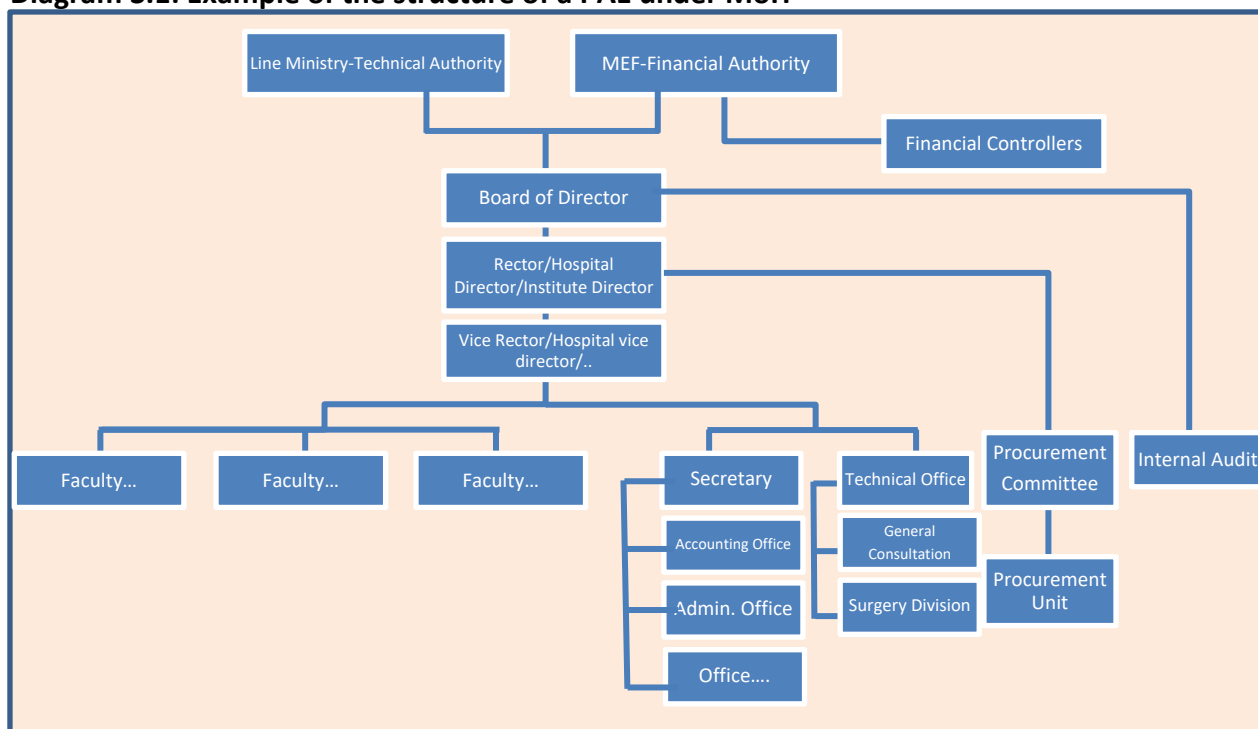 Line Ministry-Technical Authority
MEF-Financial Authority
Financial Controllers
Board of Director
Rector/Hospital
Director/Institute Director
Vice Rector/Hospital vice
director/..
Faculty...
Faculty...
Faculty...
Secretary
Technical Office
Procurement
Committee
Internal Audit
Accounting Office
General
Consultation
Admin. Office
Surgery Division
Procurement
Unit
Office....